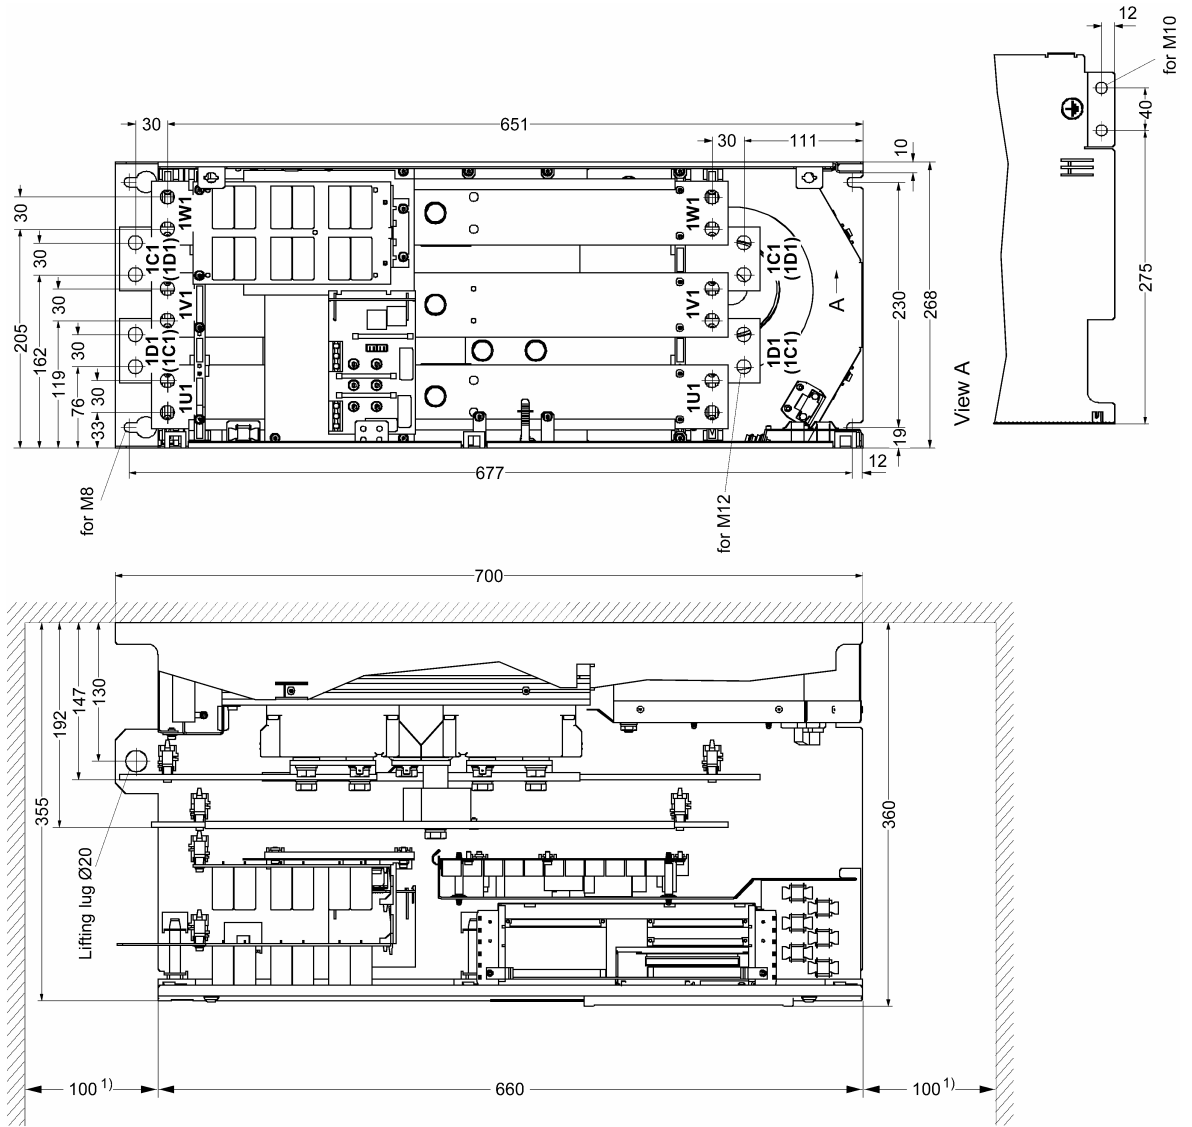 12
for M10
30
651
30
111
10
40
30
1W1
1W1
30
1C1
(1D1)
1C1
(1D1)
275
30
1V1
1V1
A
230
268
205
162
119
30
1D1
(1C1)
1D1
(1C1)
View A
76
30
1U1
1U1
33
19
677
12
for M8
for M12
700
130
147
192
355
360
Lifting lug Ø20
100 1)
660
100 1)